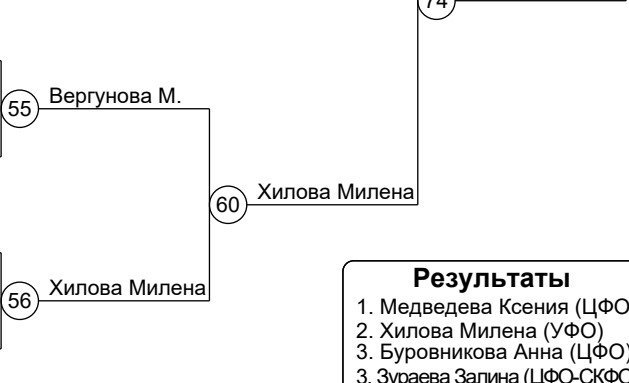 74
Вергунова М.
55
Хилова Милена
60
Хилова Милена
56
Результаты
1. Медведева Ксения (ЦФО
2. Хилова Милена (УФО)
3. Буровникова Анна (ЦФО)
3. Зураева Залина (ЦФО-СКФО